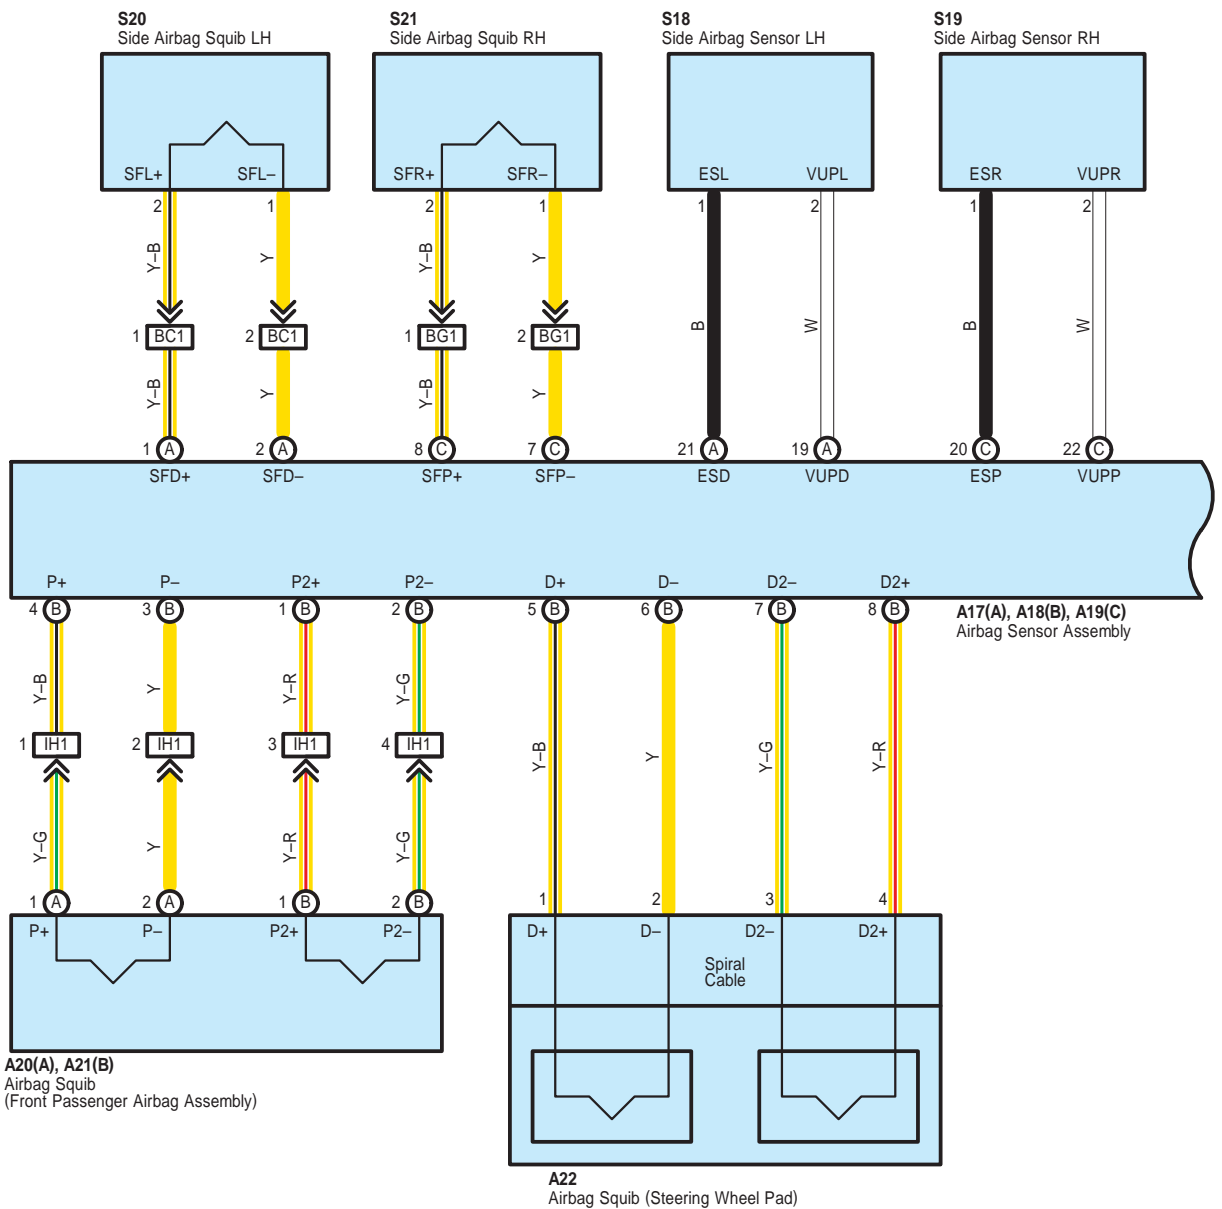 S20
Side Airbag Squib LH
S21
Side Airbag Squib RH
S18
Side Airbag Sensor LH
S19
Side Airbag Sensor RH
SFL+ SFL– SFR+ SFR– ESL VUPL ESR VUPR
2 1 2 1 1 2 1 2
Y–B Y Y–B Y
B W B W
1 BC1 2 BC1 1 BG1 2 BG1
Y–B Y Y–B Y
1 A 2 A 8 C 7 C 21 A 19 A 20 C 22 C
SFD+ SFD– SFP+ SFP– ESD VUPD ESP VUPP
P+ P– P2+ P2– D+ D– D2– D2+
4 B 3 B 1 B 2 B 5 B 6 B 7 B 8 B
A17(A), A18(B), A19(C)
Airbag Sensor Assembly
Y–B Y Y–R Y–G
1 IH1 2 IH1 3 IH1 4 IH1
Y–B Y Y–G Y–R
Y–G Y Y–R Y–G
1 A 2 A 1 B 2 B 1 2 3 4
P+ P– P2+ P2– D+ D– D2– D2+
Spiral
Cable
A20(A), A21(B)
Airbag Squib
(Front Passenger Airbag Assembly)
A22
Airbag Squib (Steering Wheel Pad)